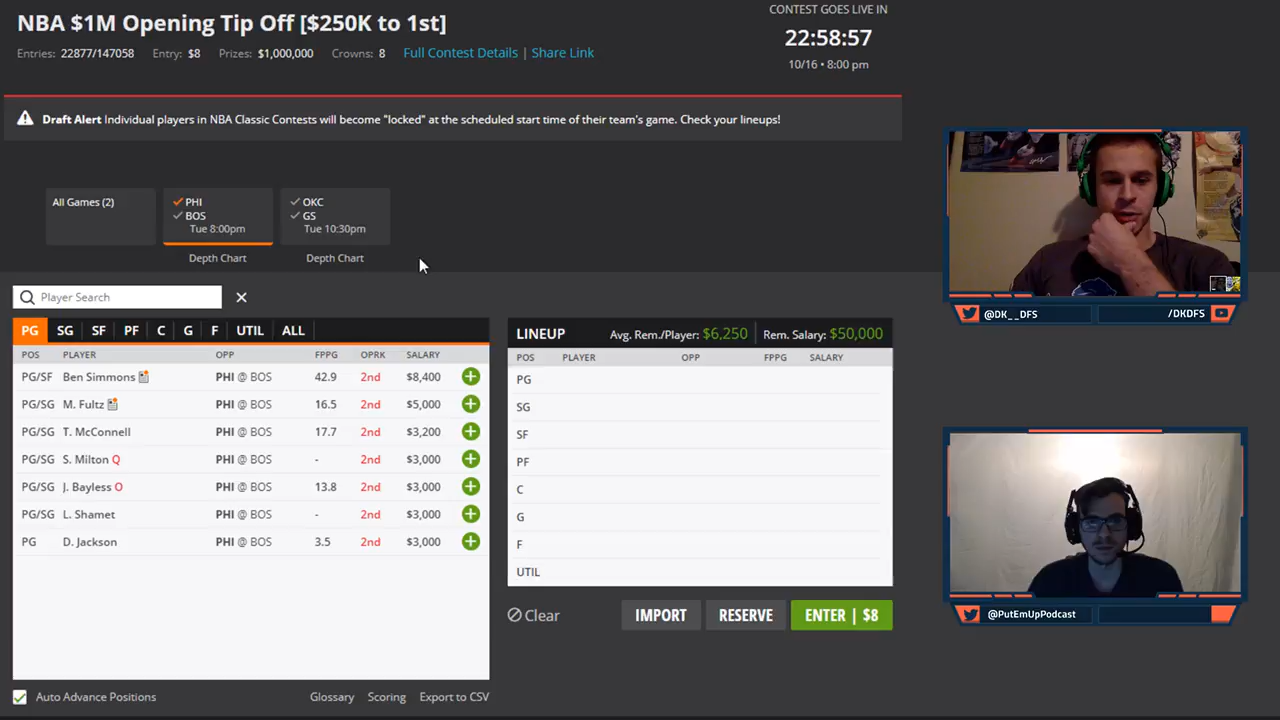 NBA $1M Opening Tip Off [$250K to 1st]
Entries: 22877/147058 Entry: $8 Prizes: $1,000,000 Crowns: 8 Full Contest Details | Share Link
CONTEST GOES LIVE IN
22:58:57
10/16 • 8:00 pm
Draft Alert Individual players in NBA Classic Contests will become "locked" at the scheduled start time of their team's game. Check your lineups!
All Games (2)
PHI
BOS
Tue 8:00pm
Depth Chart
OKC
GS
Tue 10:30pm
Depth Chart
Player Search
PG SG SF PF C G F UTIL ALL
POS PLAYER OPP FPPG OPRK SALARY
PG/SF Ben Simmons PHI @ BOS 42.9 2nd $8,400
PG/SG M. Fultz PHI @ BOS 16.5 2nd $5,000
PG/SG T. McConnell PHI @ BOS 17.7 2nd $3,200
PG/SG S. Milton Q PHI @ BOS - 2nd $3,000
PG/SG J. Bayless O PHI @ BOS 13.8 2nd $3,000
PG/SG L. Shamet PHI @ BOS - 2nd $3,000
PG D. Jackson PHI @ BOS 3.5 2nd $3,000
Auto Advance Positions Glossary Scoring Export to CSV
LINEUP Avg. Rem./Player: $6,250 Rem. Salary: $50,000
POS PLAYER OPP FPPG SALARY
PG
SG
SF
PF
C
G
F
UTIL
Clear IMPORT RESERVE ENTER | $8
@DK__DFS /DKDFS
@PutEmUpPodcast